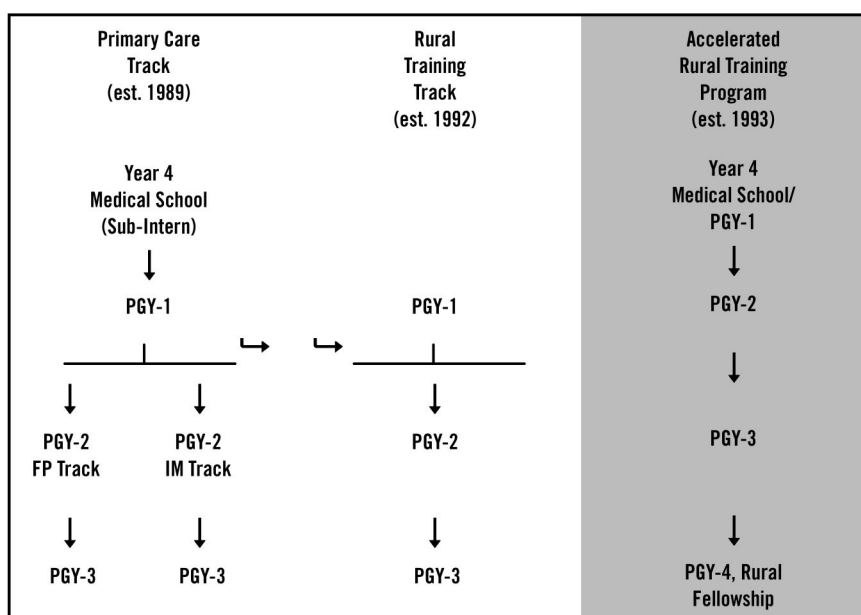 Primary Care
Track
(est. 1989)
Year 4
Medical School
(Sub-Intern)
PGY-1
PGY-2
FP Track
PGY-2
IM Track
PGY-3
PGY-3
Rural
Training
Track
(est. 1992)
PGY-1
PGY-2
PGY-3
Accelerated
Rural Training
Program
(est. 1993)
Year 4
Medical School/
PGY-1
PGY-2
PGY-3
PGY-4, Rural
Fellowship